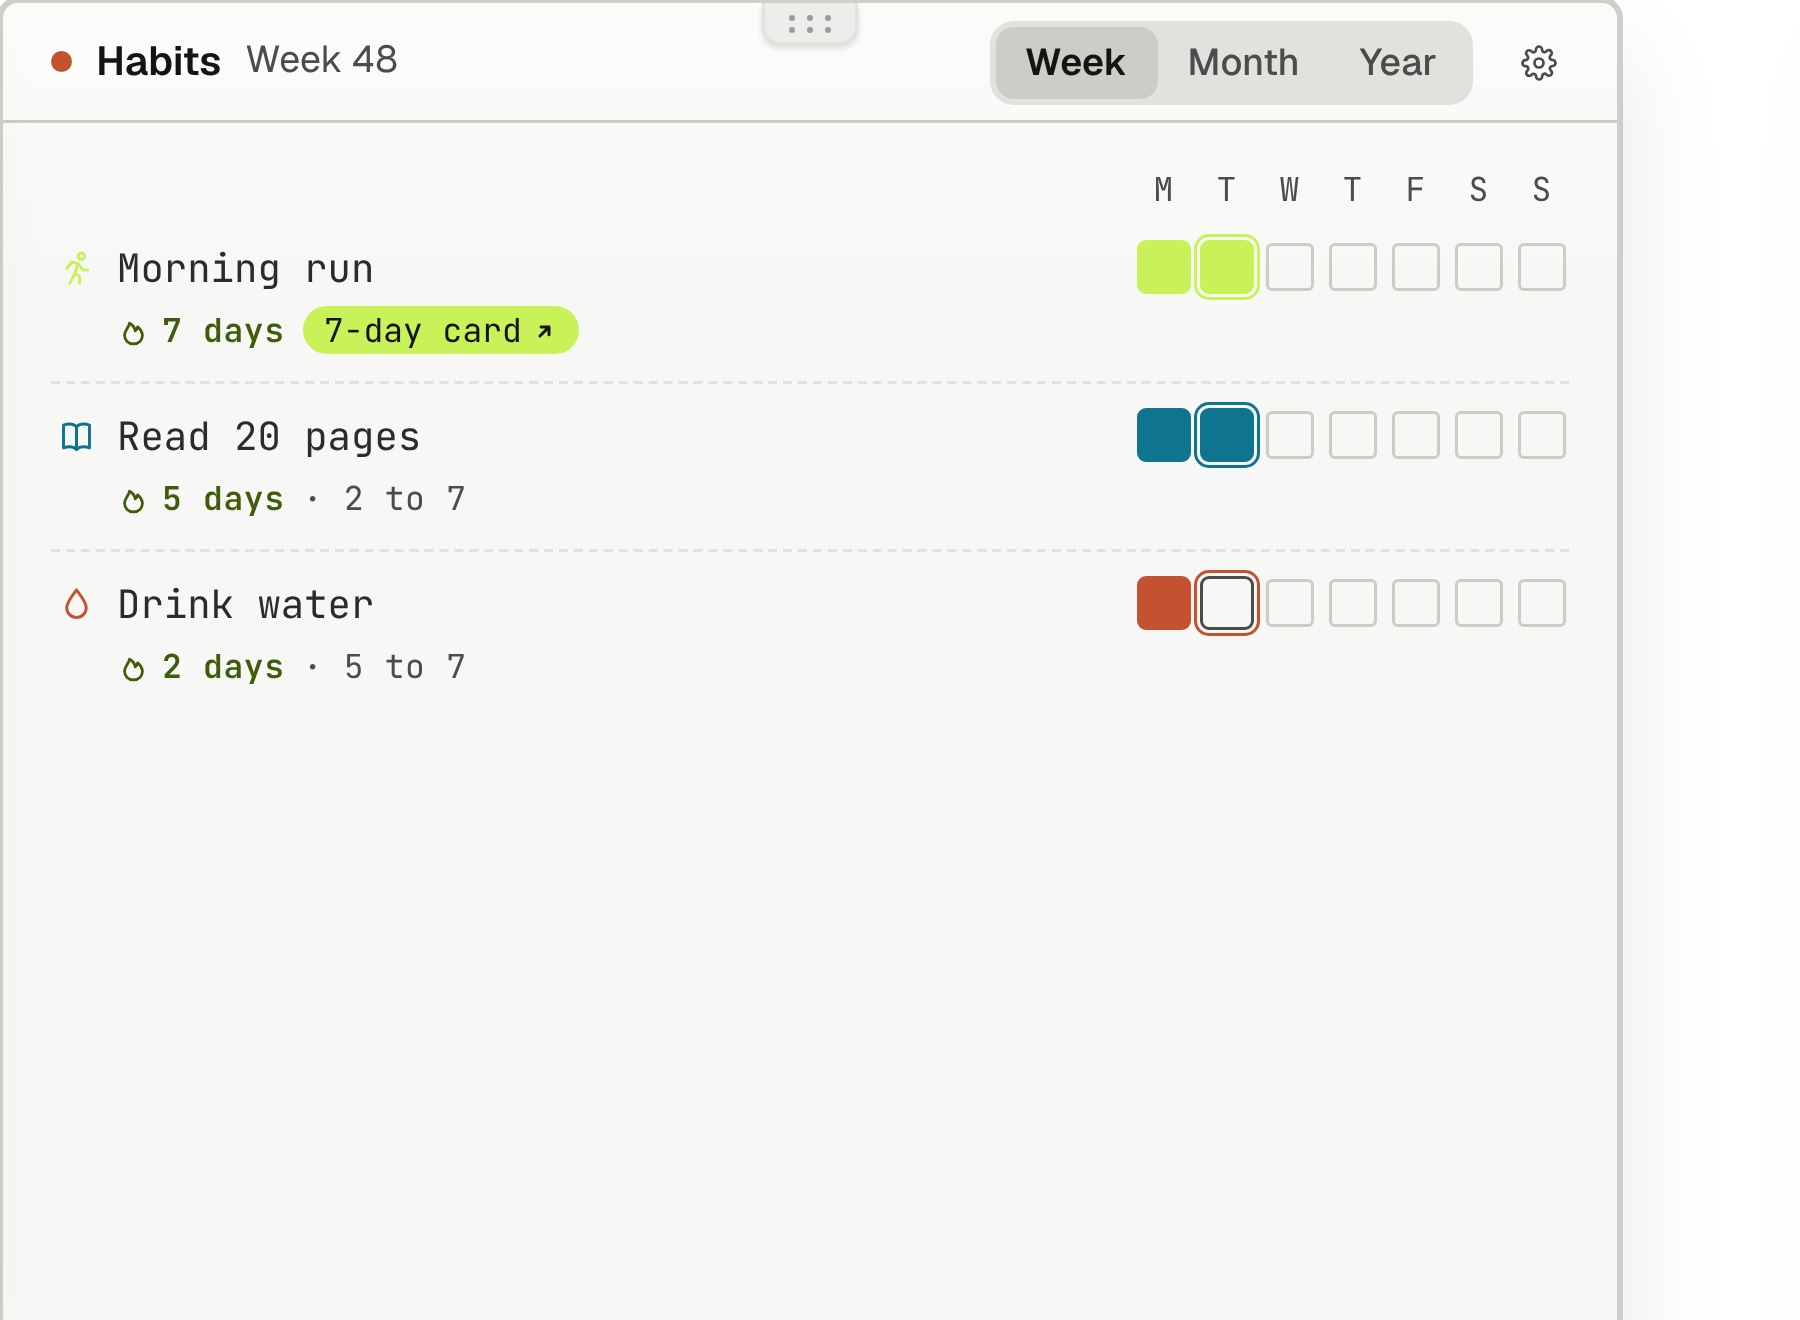 Habits Week 48 Week Month Year
M T W T F S S
Morning run
7 days 7-day card
Read 20 pages
5 days · 2 to 7
Drink water
2 days · 5 to 7